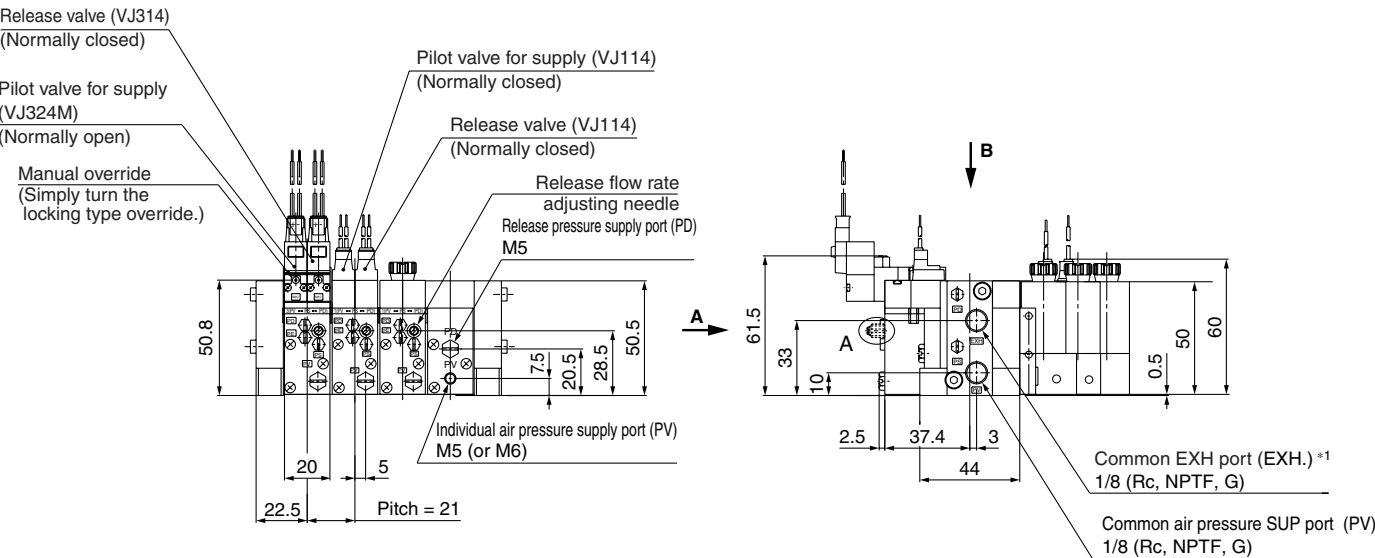 Release valve (VJ314)
(Normally closed)
Pilot valve for supply
(VJ324M)
(Normally open)
Manual override
(Simply turn the
locking type override.)
Pilot valve for supply (VJ114)
(Normally closed)
Release valve (VJ114)
(Normally closed)
Release flow rate
adjusting needle
Release pressure supply port (PD)
M5
PD
PV
50.8
7.5
20.5
28.5
50.5
Individual air pressure supply port (PV)
M5 (or M6)
20
5
22.5
Pitch = 21
A
B
61.5
33
10
A
50
60
0.5
2.5
37.4
3
44
Common EXH port (EXH.) *1
1/8 (Rc, NPTF, G)
Common air pressure SUP port (PV)
1/8 (Rc, NPTF, G)